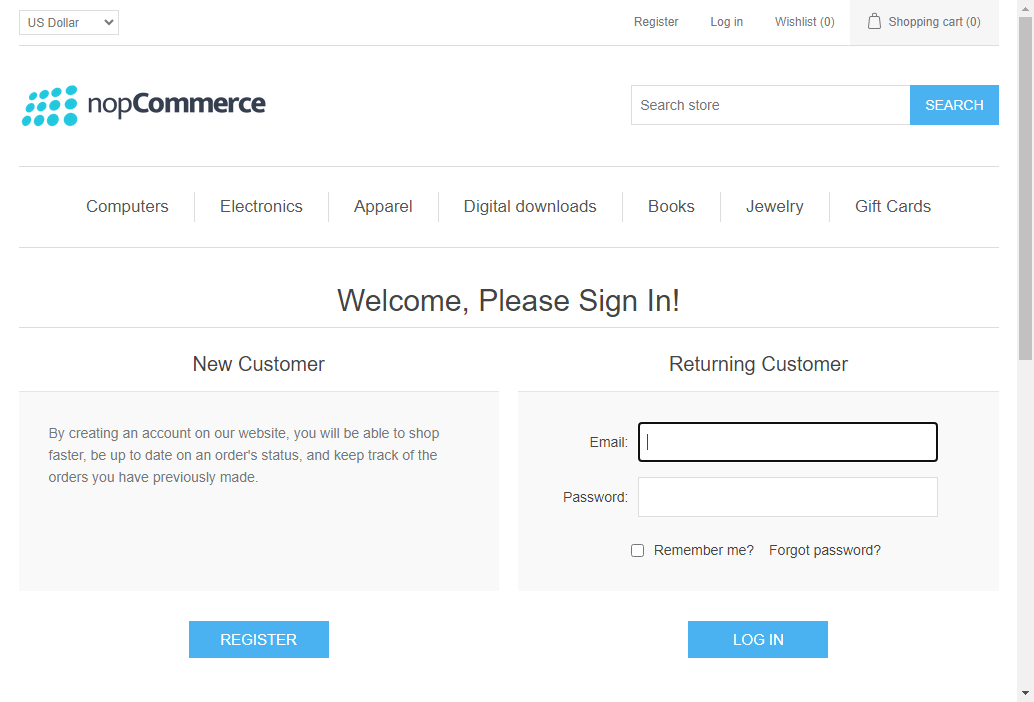 US Dollar
Register
Log in
Wishlist (0)
Shopping cart (0)
nopCommerce
Search store
SEARCH
Computers
Electronics
Apparel
Digital downloads
Books
Jewelry
Gift Cards
Welcome, Please Sign In!
New Customer
By creating an account on our website, you will be able to shop
faster, be up to date on an order's status, and keep track of the
orders you have previously made.
REGISTER
Returning Customer
Email:
Password:
Remember me?
Forgot password?
LOG IN